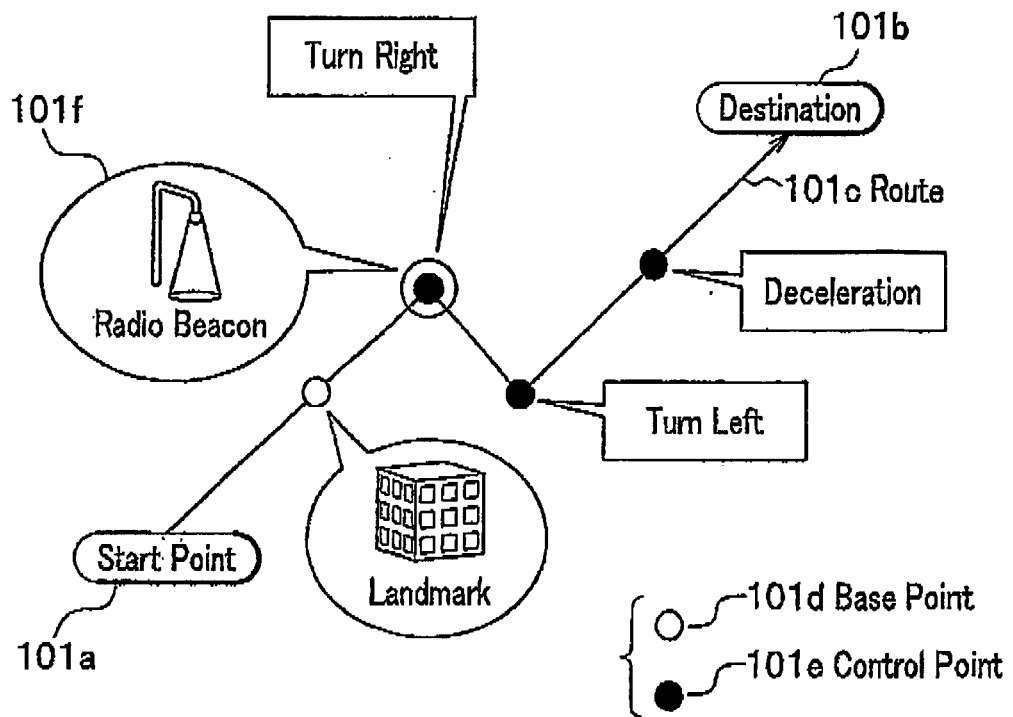 101b
Turn Right
Destination
101f
101c Route
Radio Beacon
Deceleration
Turn Left
Start Point
Landmark
101a
101d Base Point
101e Control Point